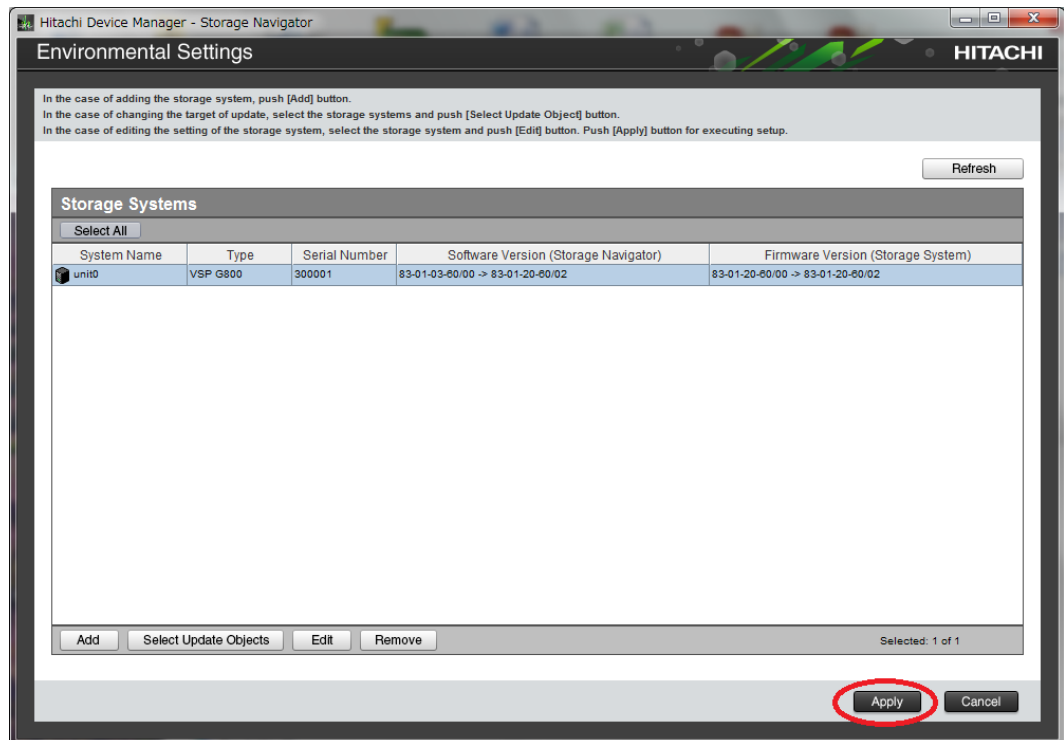 Hitachi Device Manager - Storage Navigator
Environmental Settings
HITACHI
In the case of adding the storage system, push [Add] button.
In the case of changing the target of update, select the storage systems and push [Select Update Object] button.
In the case of editing the setting of the storage system, select the storage system and push [Edit] button. Push [Apply] button for executing setup.
Refresh
Storage Systems
Select All
System Name Type Serial Number Software Version (Storage Navigator) Firmware Version (Storage System)
unit0 VSP G800 300001 83-01-03-60/00 -> 83-01-20-60/02 83-01-20-60/00 -> 83-01-20-60/02
Add Select Update Objects Edit Remove Selected: 1 of 1
Apply Cancel